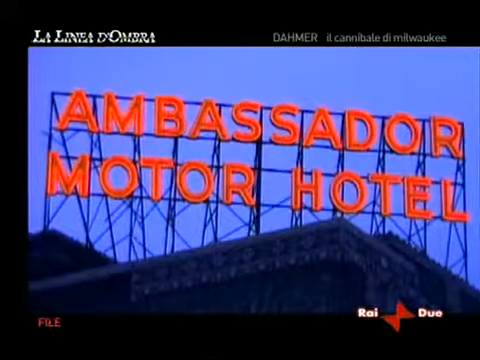 LA LINEA D'OMBRA
DAHMER il cannibale di milwaukee
AMBASSADOR
MOTOR HOTEL
Rai Due
FILE